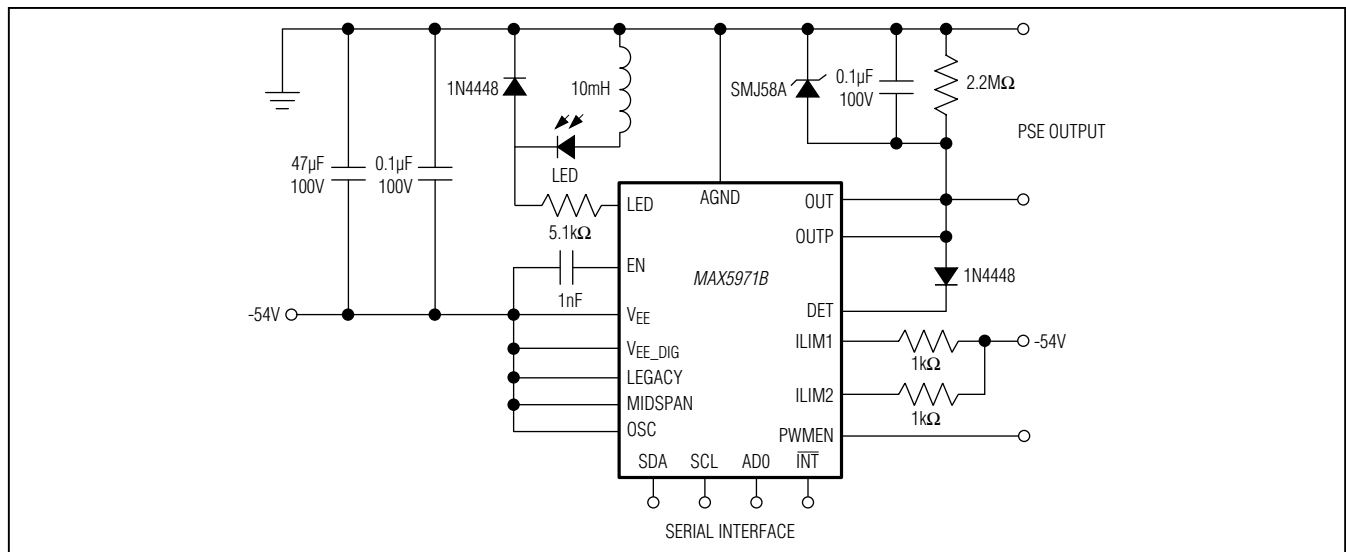 1N4448
10mH
SMJ58A
0.1µF
100V
2.2MΩ
PSE OUTPUT
47µF
100V
0.1µF
100V
LED
LED
5.1kΩ
EN
1nF
-54V
VEE
VEE_DIG
LEGACY
MIDSPAN
OSC
AGND
MAX5971B
OUT
OUTP
1N4448
DET
ILIM1
1kΩ
-54V
ILIM2
1kΩ
PWMEN
SDA SCL AD0 INT
SERIAL INTERFACE